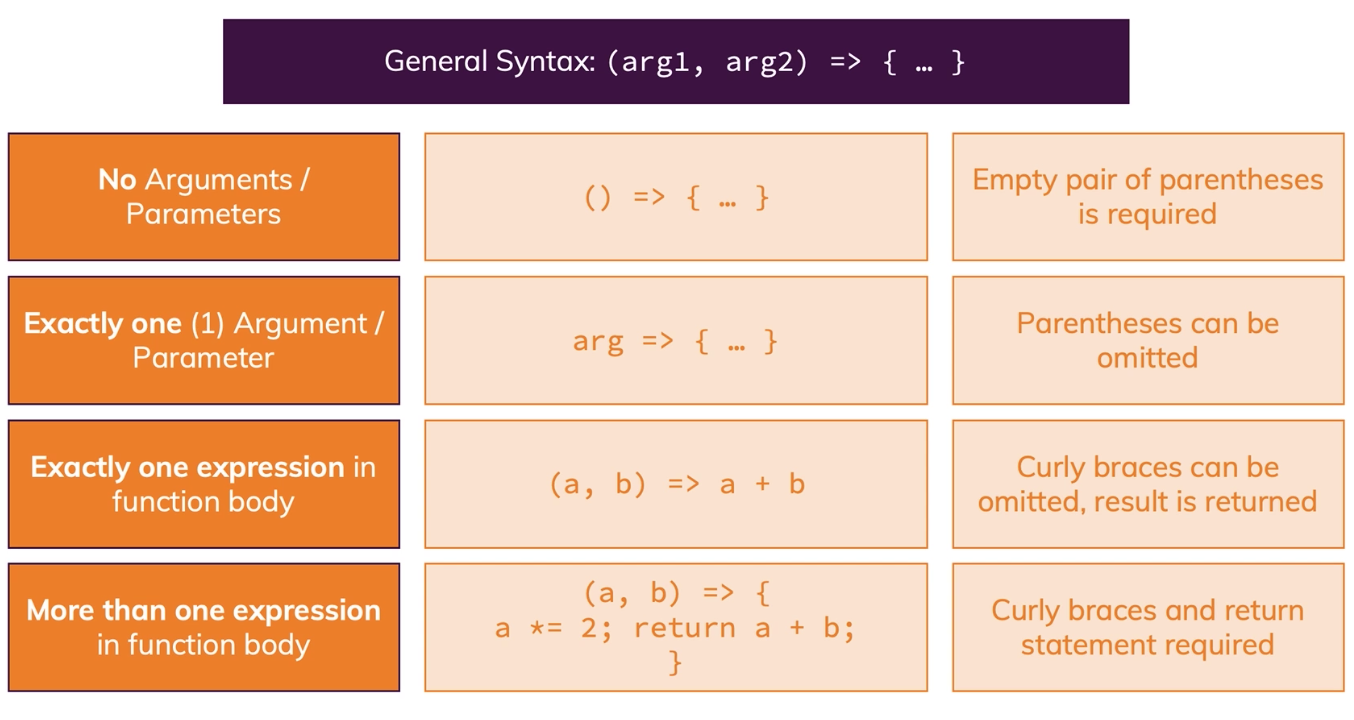 General Syntax: (arg1, arg2) => { … }
No Arguments /
Parameters
() => { … }
Empty pair of parentheses
is required
Exactly one (1) Argument /
Parameter
arg => { … }
Parentheses can be
omitted
Exactly one expression in
function body
(a, b) => a + b
Curly braces can be
omitted, result is returned
More than one expression
in function body
(a, b) => {
a *= 2; return a + b;
}
Curly braces and return
statement required